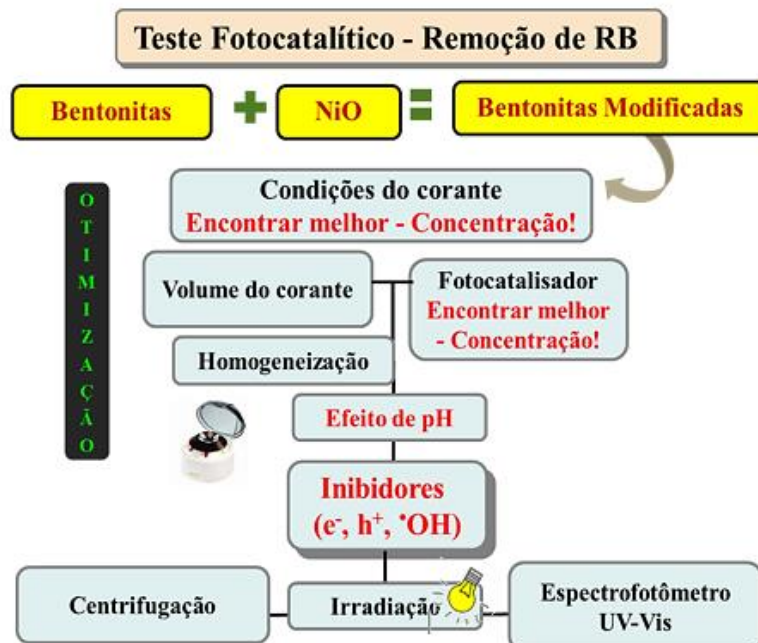 Teste Fotocatalítico - Remoção de RB
Bentonitas + NiO = Bentonitas Modificadas
OTIMIZAÇÃO
Condições do corante
Encontrar melhor - Concentração!
Volume do corante
Fotocatalisador
Encontrar melhor
- Concentração!
Homogeneização
Efeito de pH
Inibidores
(e⁻, h⁺, •OH)
Centrifugação
Irradiação
Espectrofotômetro
UV-Vis